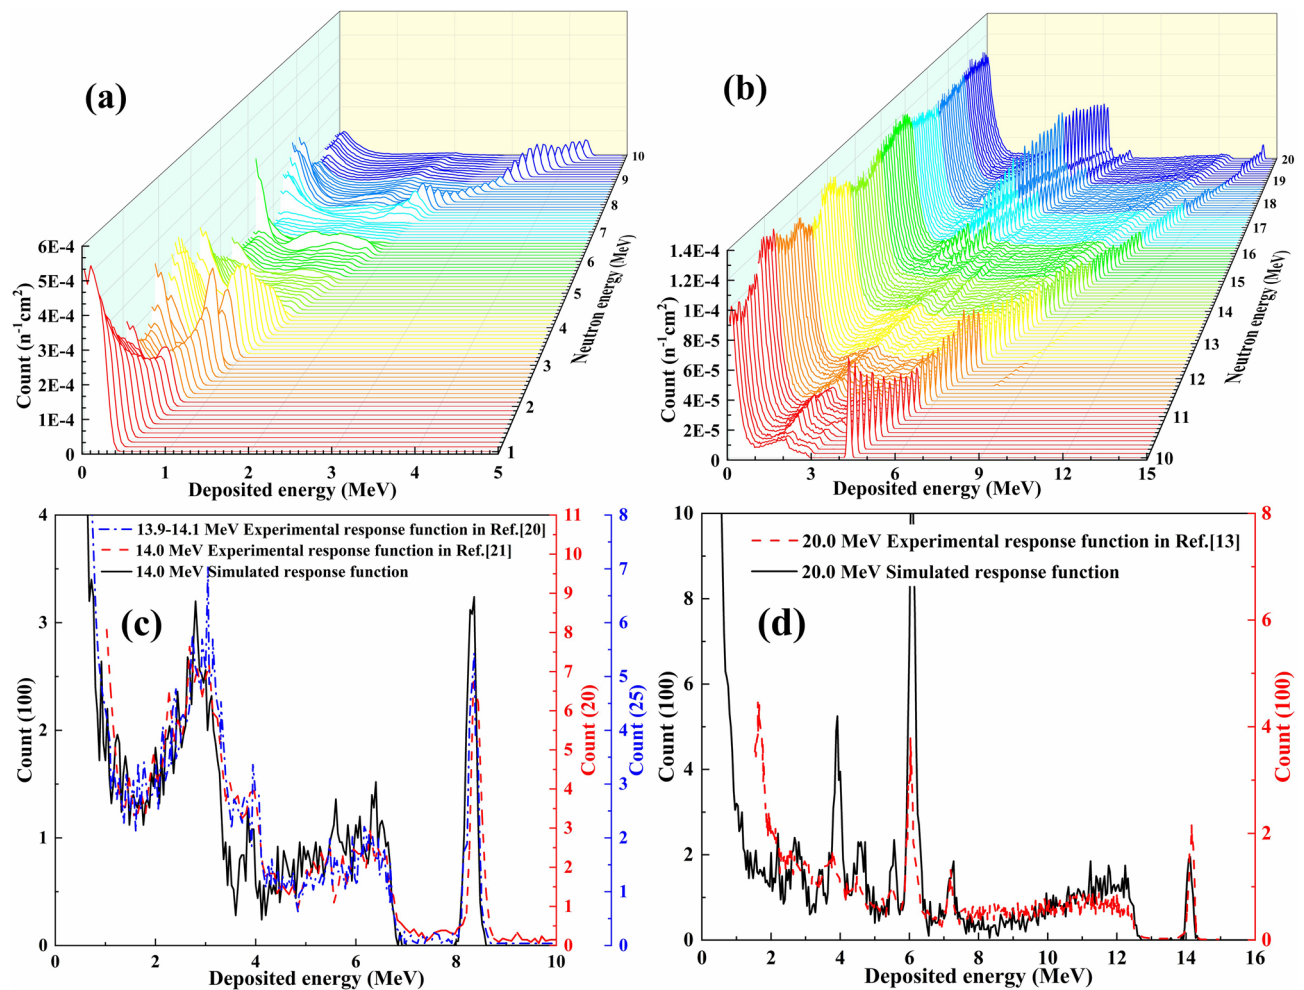 (a)
6E-4
5E-4
4E-4
3E-4
2E-4
1E-4
0
Count (n⁻¹cm²)
0 1 2 3 4 5
Deposited energy (MeV)
1 2 3 4 5 6 7 8 9 10
Neutron energy (MeV)
(b)
1.4E-4
1.2E-4
1E-4
8E-5
6E-5
4E-5
2E-5
0
Count (n⁻¹cm²)
0 3 6 9 12 15
Deposited energy (MeV)
10 11 12 13 14 15 16 17 18 19 20
Neutron energy (MeV)
(c)
13.9-14.1 MeV Experimental response function in Ref.[20]
14.0 MeV Experimental response function in Ref.[21]
14.0 MeV Simulated response function
4
3
2
1
0
Count (100)
0 2 4 6 8 10
Deposited energy (MeV)
11
10
9
8
7
6
5
4
3
2
1
0
Count (20)
8
7
6
5
4
3
2
1
0
Count (25)
(d)
20.0 MeV Experimental response function in Ref.[13]
20.0 MeV Simulated response function
10
8
6
4
2
0
Count (100)
0 2 4 6 8 10 12 14 16
Deposited energy (MeV)
8
6
4
2
0
Count (100)